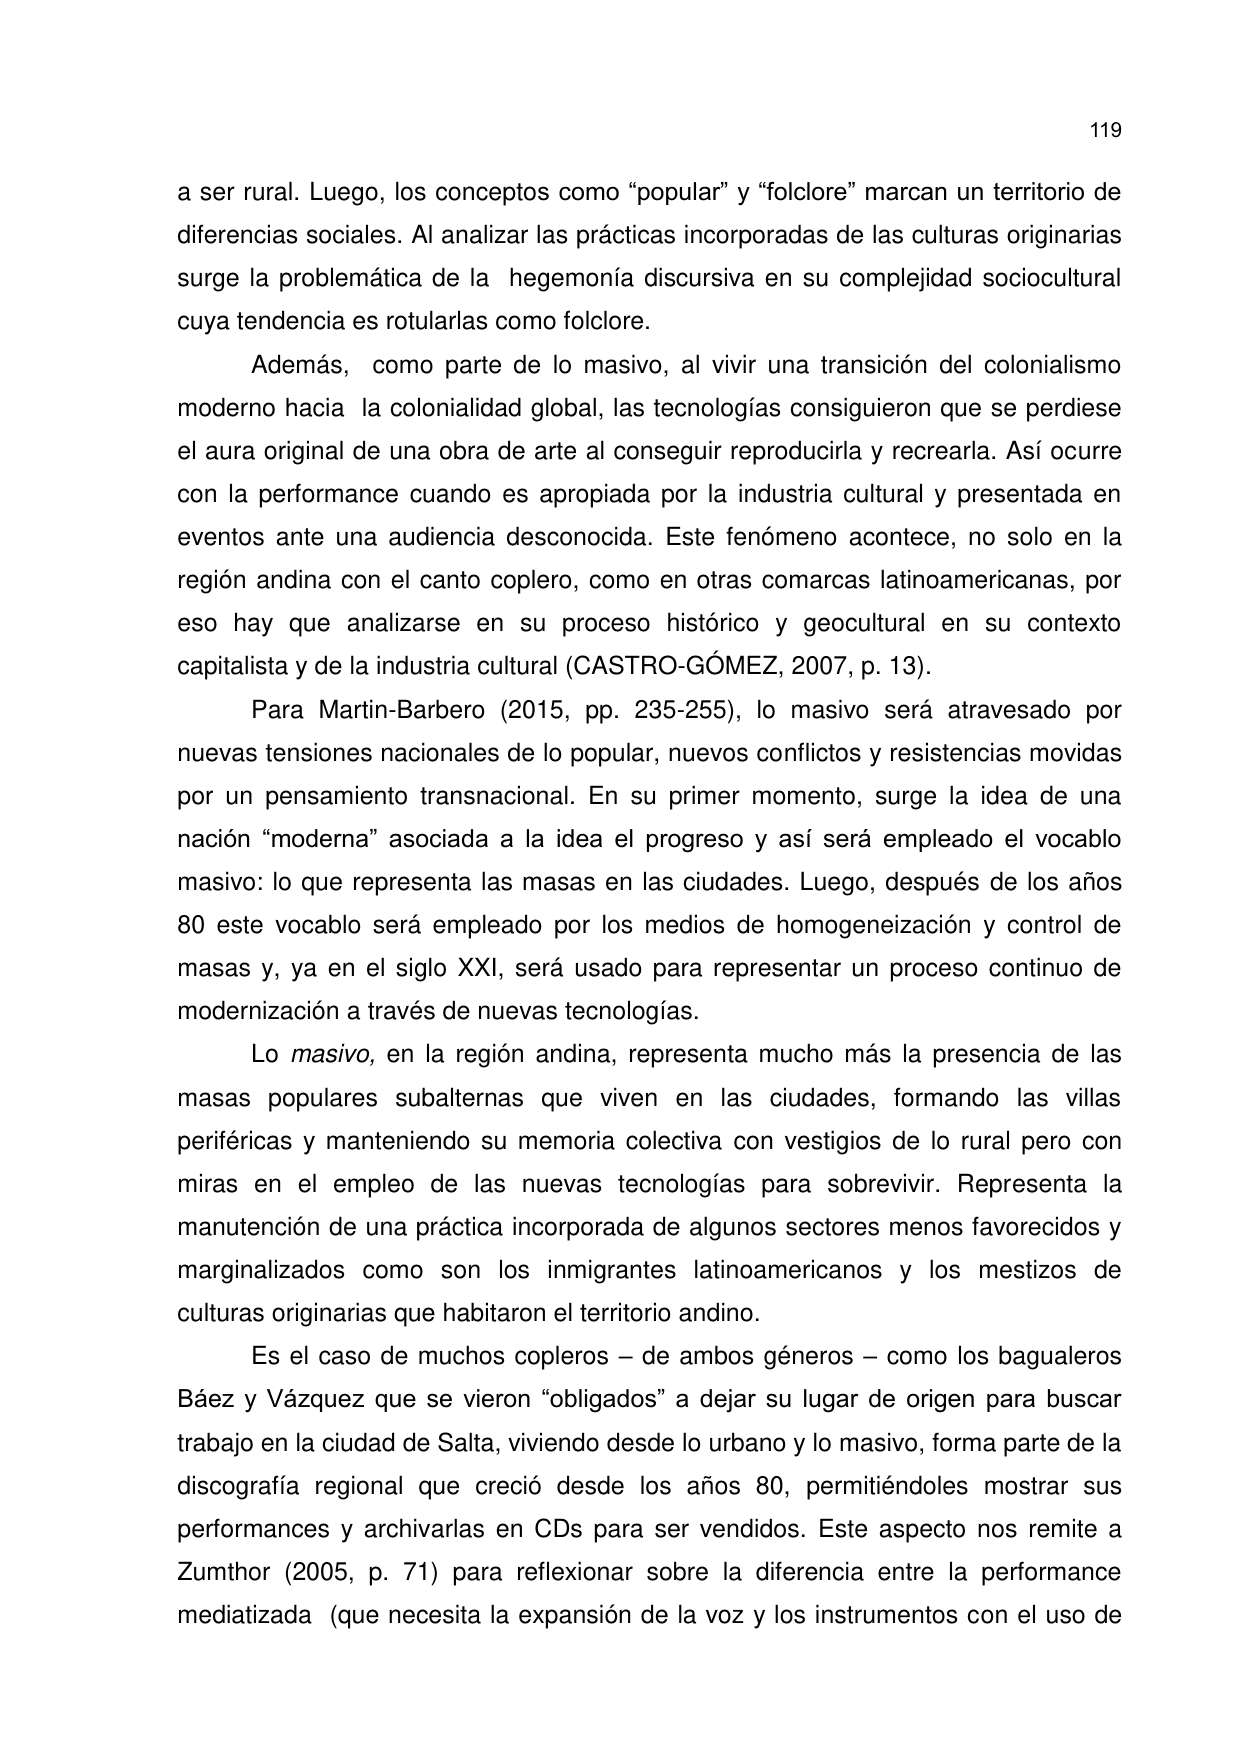 119
a ser rural. Luego, los conceptos como “popular” y “folclore” marcan un territorio de
diferencias sociales. Al analizar las prácticas incorporadas de las culturas originarias
surge la problemática de la  hegemonía discursiva en su complejidad sociocultural
cuya tendencia es rotularlas como folclore.
Además,  como parte de lo masivo, al vivir una transición del colonialismo
moderno hacia  la colonialidad global, las tecnologías consiguieron que se perdiese
el aura original de una obra de arte al conseguir reproducirla y recrearla. Así ocurre
con la performance cuando es apropiada por la industria cultural y presentada en
eventos ante una audiencia desconocida. Este fenómeno acontece, no solo en la
región andina con el canto coplero, como en otras comarcas latinoamericanas, por
eso hay que analizarse en su proceso histórico y geocultural en su contexto
capitalista y de la industria cultural (CASTRO-GÓMEZ, 2007, p. 13).
Para Martin-Barbero (2015, pp. 235-255), lo masivo será atravesado por
nuevas tensiones nacionales de lo popular, nuevos conflictos y resistencias movidas
por un pensamiento transnacional. En su primer momento, surge la idea de una
nación “moderna” asociada a la idea el progreso y así será empleado el vocablo
masivo: lo que representa las masas en las ciudades. Luego, después de los años
80 este vocablo será empleado por los medios de homogeneización y control de
masas y, ya en el siglo XXI, será usado para representar un proceso continuo de
modernización a través de nuevas tecnologías.
Lo masivo, en la región andina, representa mucho más la presencia de las
masas populares subalternas que viven en las ciudades, formando las villas
periféricas y manteniendo su memoria colectiva con vestigios de lo rural pero con
miras en el empleo de las nuevas tecnologías para sobrevivir. Representa la
manutención de una práctica incorporada de algunos sectores menos favorecidos y
marginalizados como son los inmigrantes latinoamericanos y los mestizos de
culturas originarias que habitaron el territorio andino.
Es el caso de muchos copleros – de ambos géneros – como los bagualeros
Báez y Vázquez que se vieron “obligados” a dejar su lugar de origen para buscar
trabajo en la ciudad de Salta, viviendo desde lo urbano y lo masivo, forma parte de la
discografía regional que creció desde los años 80, permitiéndoles mostrar sus
performances y archivarlas en CDs para ser vendidos. Este aspecto nos remite a
Zumthor (2005, p. 71) para reflexionar sobre la diferencia entre la performance
mediatizada  (que necesita la expansión de la voz y los instrumentos con el uso de